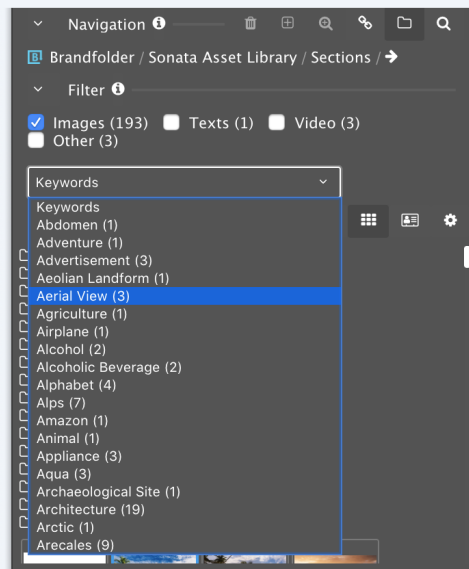 Navigation
Brandfolder / Sonata Asset Library / Sections /
Filter
Images (193) Texts (1) Video (3)
Other (3)
Keywords
Keywords
Abdomen (1)
Adventure (1)
Advertisement (3)
Aeolian Landform (1)
Aerial View (3)
Agriculture (1)
Airplane (1)
Alcohol (2)
Alcoholic Beverage (2)
Alphabet (4)
Alps (7)
Amazon (1)
Animal (1)
Appliance (3)
Aqua (3)
Archaeological Site (1)
Architecture (19)
Arctic (1)
Arecales (9)